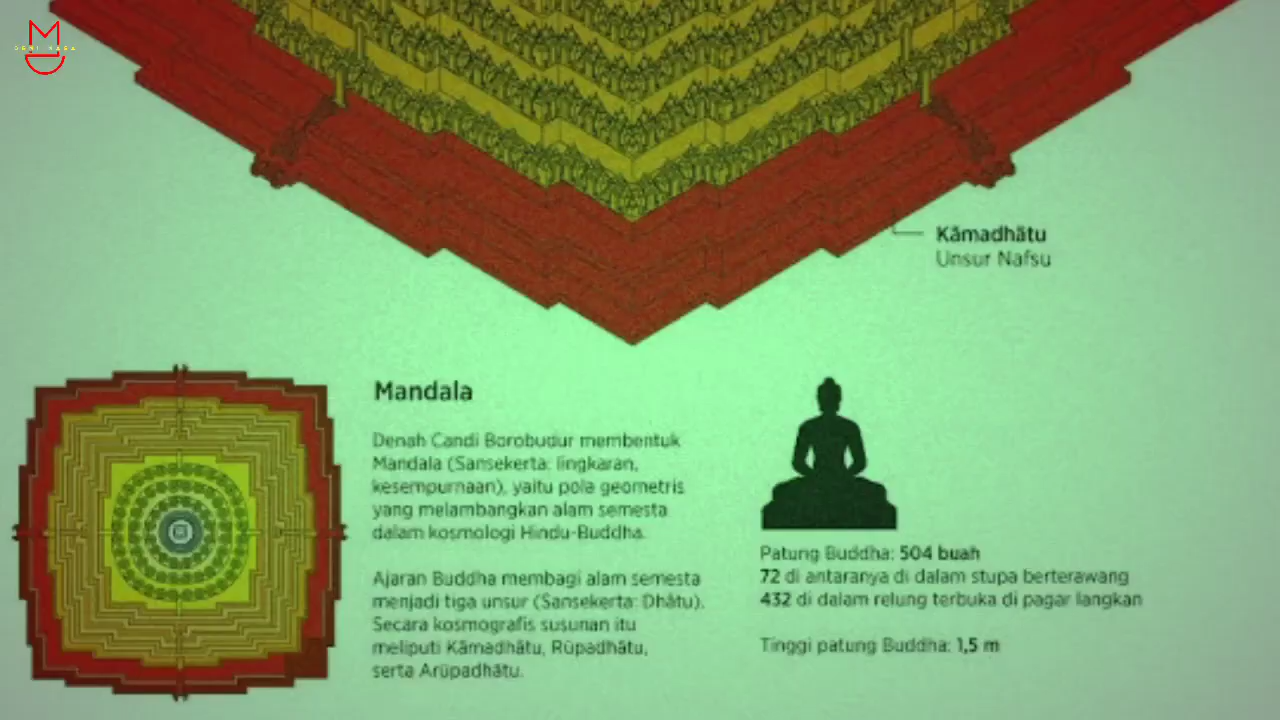 SENI NAGA
Kāmadhātu
Unsur Nafsu
Mandala
Denah Candi Borobudur membentuk
Mandala (Sansekerta: lingkaran,
kesempurnaan), yaitu pola geometris
yang melambangkan alam semesta
dalam kosmologi Hindu-Buddha.
Ajaran Buddha membagi alam semesta
menjadi tiga unsur (Sansekerta: Dhātu).
Secara kosmografis susunan itu
meliputi Kāmadhātu, Rūpadhātu,
serta Arūpadhātu.
Patung Buddha: 504 buah
72 di antaranya di dalam stupa berterawang
432 di dalam relung terbuka di pagar langkan
Tinggi patung Buddha: 1,5 m